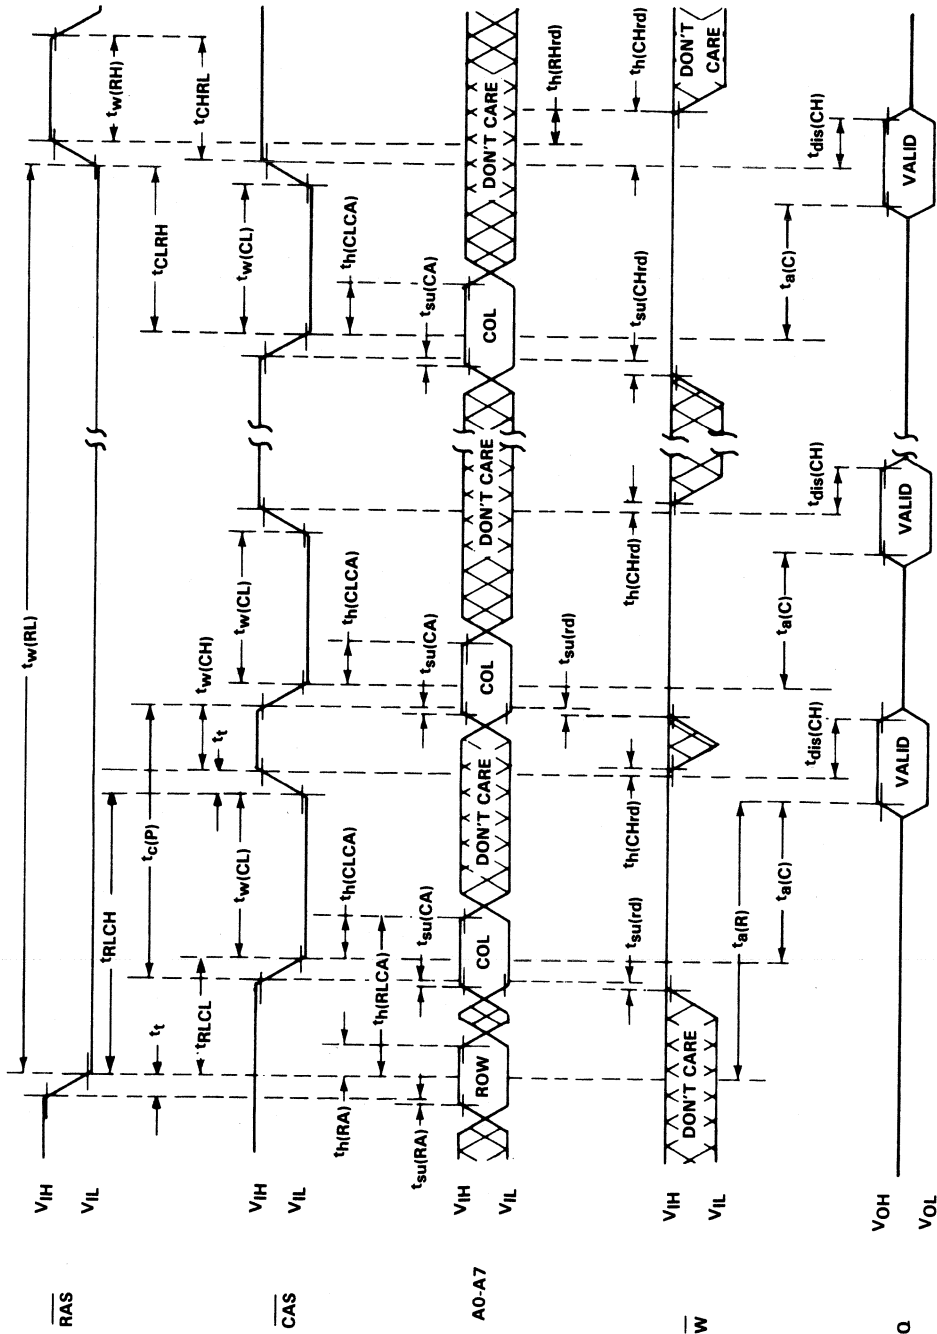 RAS
VIH
VIL
tw(RL)
tt
tRLCH
tRLCL
tc(P)
tCLRH
tw(RH)
tCHRL
CAS
VIH
VIL
tw(CL)
tt
tw(CH)
tw(CL)
tw(CL)
th(RA)
th(RLCA)
th(CLCA)
th(CLCA)
th(CLCA)
tsu(RA)
tsu(CA)
tsu(CA)
tsu(CA)
A0-A7
VIH
VIL
ROW
COL
DON'T CARE
COL
DON'T CARE
COL
DON'T CARE
tsu(rd)
th(CHrd)
tsu(rd)
th(CHrd)
tsu(CHrd)
th(RHrd)
th(CHrd)
W
VIH
VIL
DON'T CARE
DON'T
CARE
ta(R)
ta(C)
tdis(CH)
ta(C)
tdis(CH)
ta(C)
tdis(CH)
Q
VOH
VOL
VALID
VALID
VALID